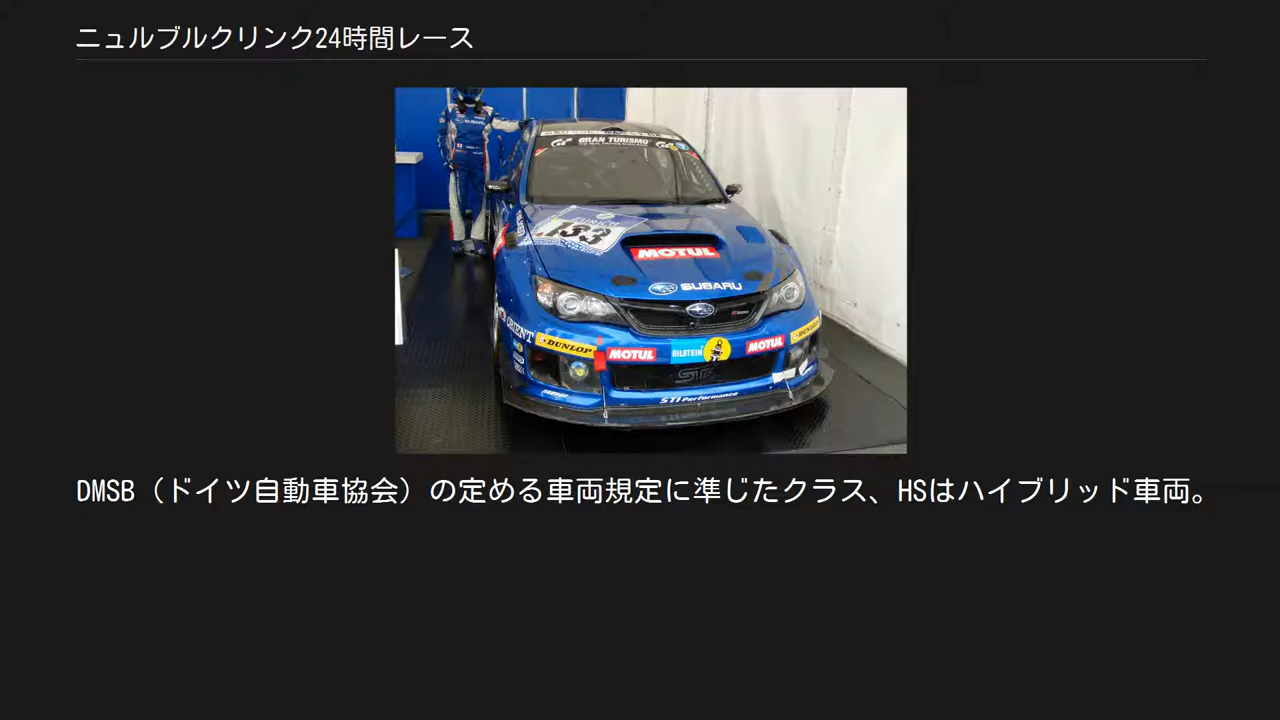 ニュルブルクリンク24時間レース
SUBARU
GRAN TURISMO
ZURICH
133
MOTUL
SUBARU
ORIENT
DUNLOP
MOTUL
BILSTEIN
MOTUL
DUNLOP
STI
STI Performance
DMSB（ドイツ自動車協会）の定める車両規定に準じたクラス、HSはハイブリッド車両。